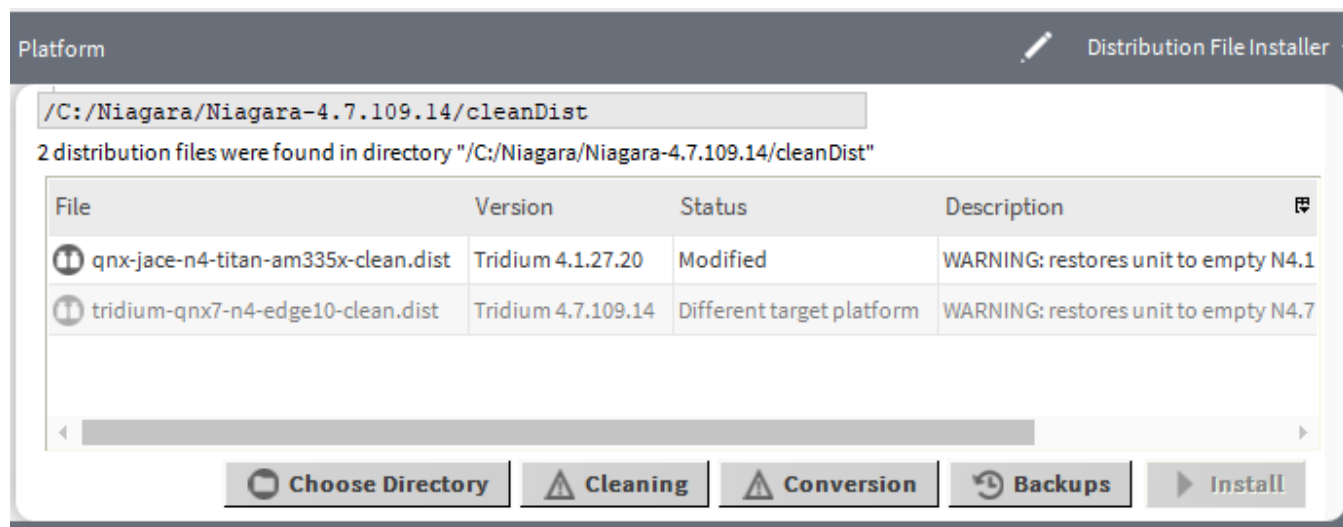 Platform Distribution File Installer
/C:/Niagara/Niagara-4.7.109.14/cleanDist
2 distribution files were found in directory "/C:/Niagara/Niagara-4.7.109.14/cleanDist"
File Version Status Description
qnx-jace-n4-titan-am335x-clean.dist Tridium 4.1.27.20 Modified WARNING: restores unit to empty N4.1
tridium-qnx7-n4-edge10-clean.dist Tridium 4.7.109.14 Different target platform WARNING: restores unit to empty N4.7
Choose Directory Cleaning Conversion Backups Install